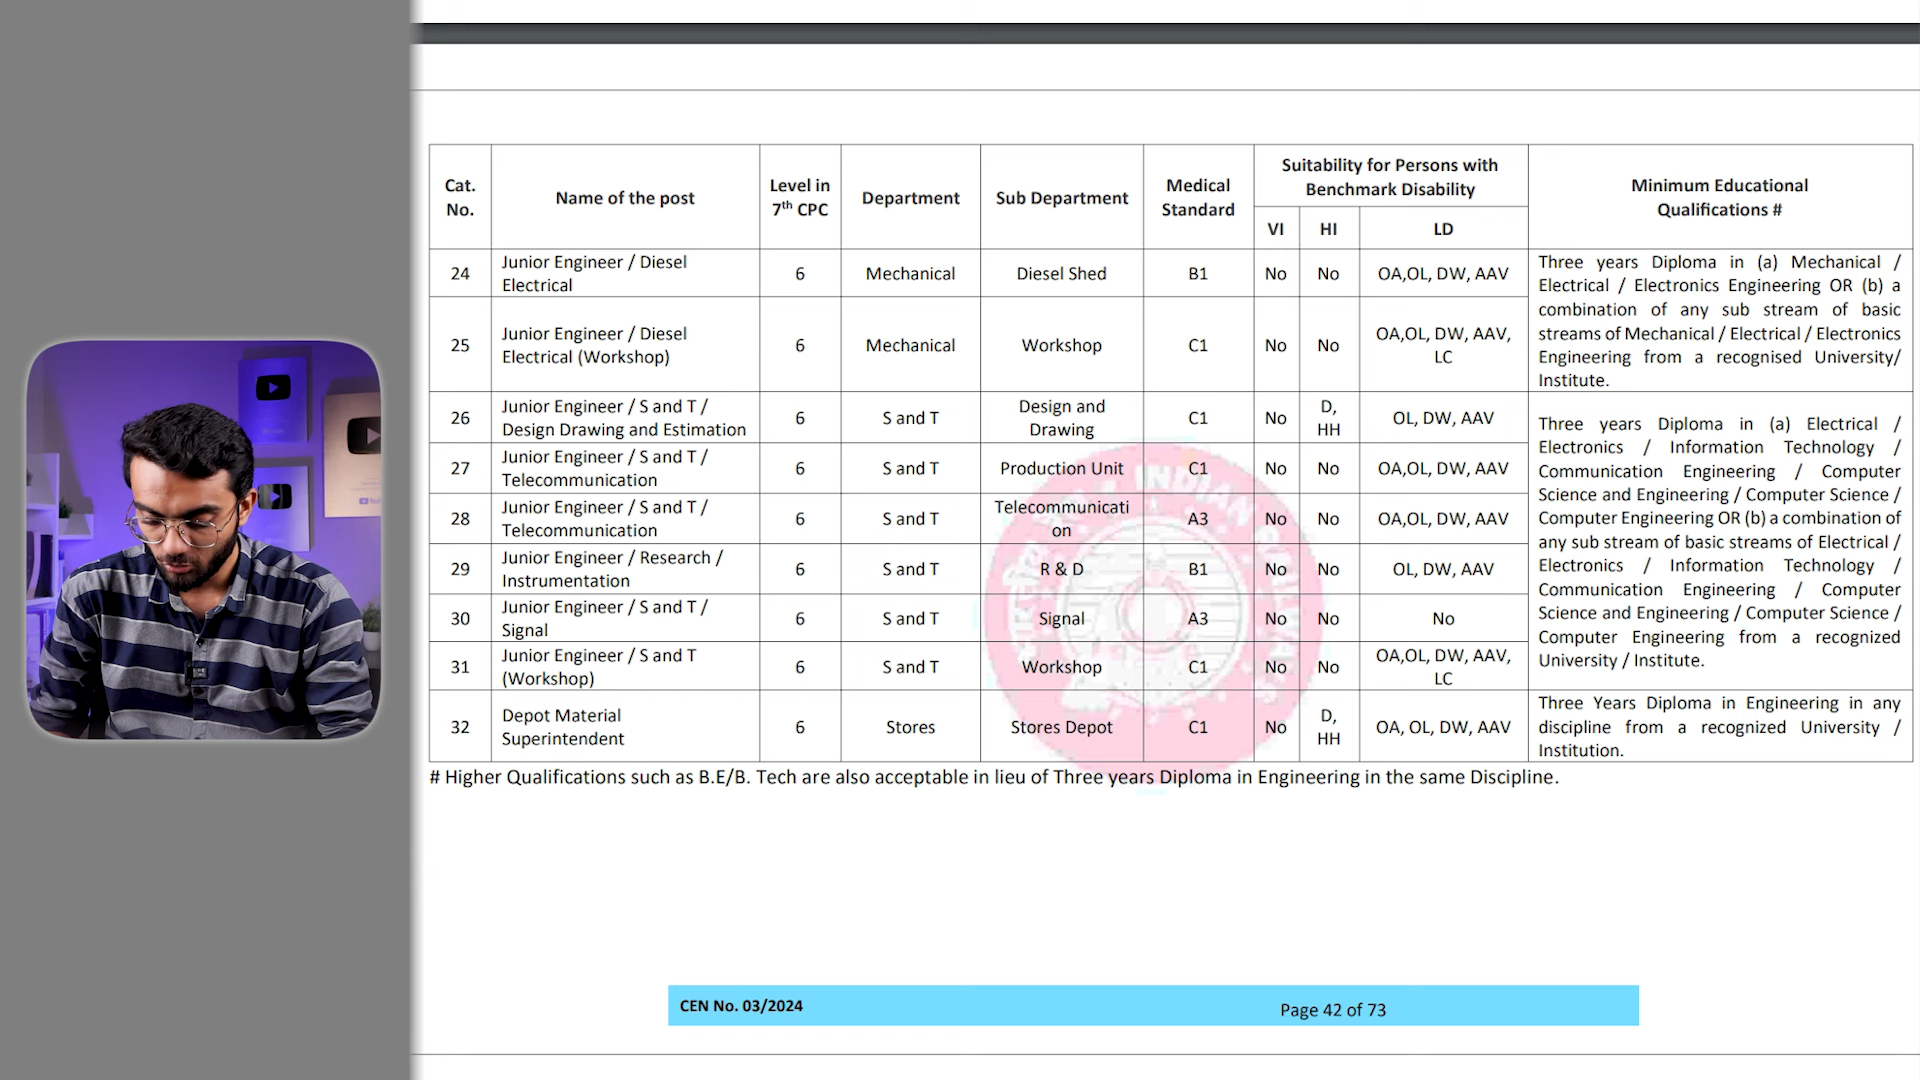 Cat. No.
Name of the post
Level in 7th CPC
Department
Sub Department
Medical Standard
Suitability for Persons with Benchmark Disability
VI
HI
LD
Minimum Educational Qualifications #
24
Junior Engineer / Diesel
Electrical
6
Mechanical
Diesel Shed
B1
No
No
OA,OL, DW, AAV
Three years Diploma in (a) Mechanical /
Electrical / Electronics Engineering OR (b) a
combination of any sub stream of basic
streams of Mechanical / Electrical / Electronics
Engineering from a recognised University/
Institute.
25
Junior Engineer / Diesel
Electrical (Workshop)
6
Mechanical
Workshop
C1
No
No
OA,OL, DW, AAV,
LC
26
Junior Engineer / S and T /
Design Drawing and Estimation
6
S and T
Design and
Drawing
C1
No
D,
HH
OL, DW, AAV
Three years Diploma in (a) Electrical /
Electronics / Information Technology /
Communication Engineering / Computer
Science and Engineering / Computer Science /
Computer Engineering OR (b) a combination of
any sub stream of basic streams of Electrical /
Electronics / Information Technology /
Communication Engineering / Computer
Science and Engineering / Computer Science /
Computer Engineering from a recognized
University / Institute.
27
Junior Engineer / S and T /
Telecommunication
6
S and T
Production Unit
C1
No
No
OA,OL, DW, AAV
28
Junior Engineer / S and T /
Telecommunication
6
S and T
Telecommunicati
on
A3
No
No
OA,OL, DW, AAV
29
Junior Engineer / Research /
Instrumentation
6
S and T
R & D
B1
No
No
OL, DW, AAV
30
Junior Engineer / S and T /
Signal
6
S and T
Signal
A3
No
No
No
31
Junior Engineer / S and T
(Workshop)
6
S and T
Workshop
C1
No
No
OA,OL, DW, AAV,
LC
32
Depot Material
Superintendent
6
Stores
Stores Depot
C1
No
D,
HH
OA, OL, DW, AAV
Three Years Diploma in Engineering in any
discipline from a recognized University /
Institution.
# Higher Qualifications such as B.E/B. Tech are also acceptable in lieu of Three years Diploma in Engineering in the same Discipline.
CEN No. 03/2024
Page 42 of 73